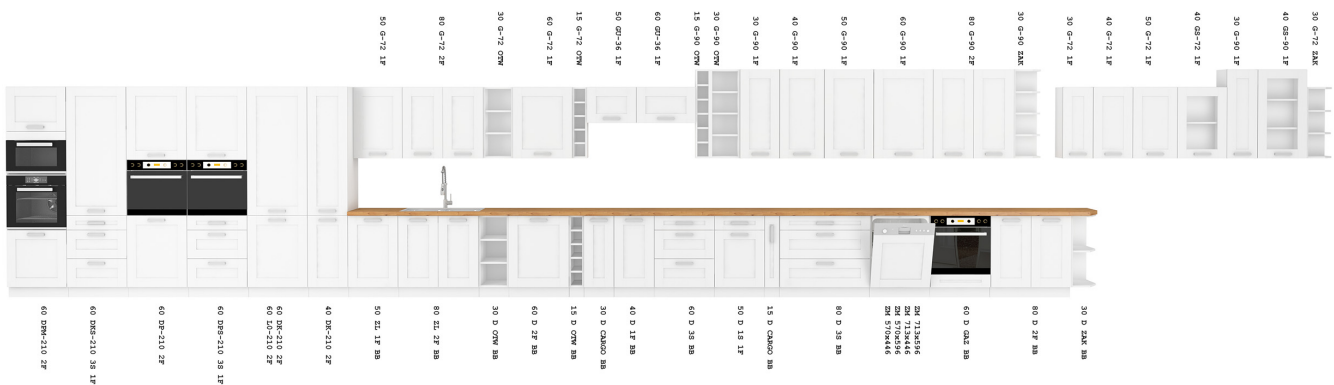 50 G-72 1F
80 G-72 2F
30 G-72 OTW
60 G-72 1F
15 G-72 OTW
50 GU-36 1F
60 GU-36 1F
15 G-90 OTW
30 G-90 OTW
30 G-90 1F
40 G-90 1F
50 G-90 1F
60 G-90 1F
80 G-90 2F
30 G-90 ZAK
30 G-72 1F
40 G-72 1F
50 G-72 1F
40 GS-72 1F
30 G-90 1F
40 GS-90 1F
30 G-72 ZAK
60 DPM-210 2F
60 DKS-210 3S 1F
60 DP-210 2F
60 DPS-210 3S 1F
60 DK-210 2F
60 LO-210 2F
40 DK-210 2F
50 ZL 1F BB
80 ZL 2F BB
30 D OTW BB
60 D 2F BB
15 D OTW BB
30 D CARGO BB
40 D 1F BB
60 D 3S BB
50 D 1S 1F
15 D CARGO BB
80 D 3S BB
ZM 713x596
ZM 713x446
ZM 570x596
ZM 570x446
60 D GAZ BB
80 D 2F BB
30 D ZAK BB